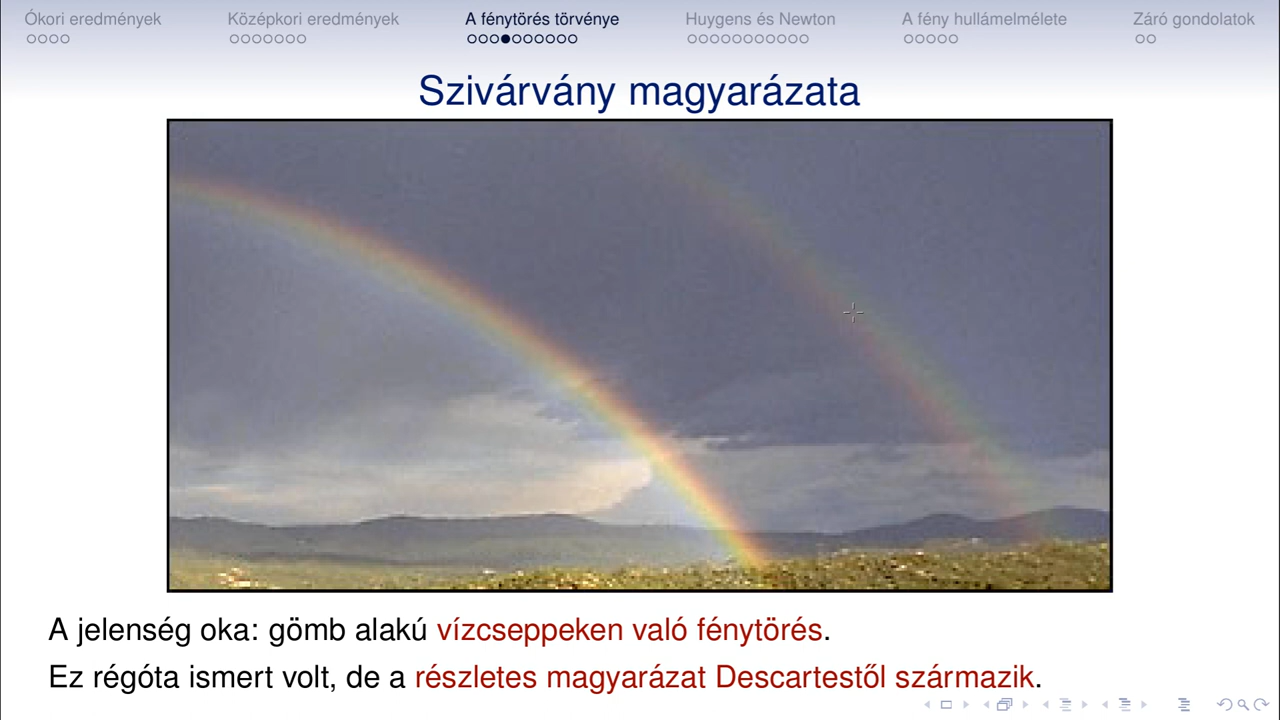 Ókori eredmények Középkori eredmények A fénytörés törvénye Huygens és Newton A fény hullámelmélete Záró gondolatok
Szivárvány magyarázata
A jelenség oka: gömb alakú vízcseppeken való fénytörés.
Ez régóta ismert volt, de a részletes magyarázat Descartestől származik.